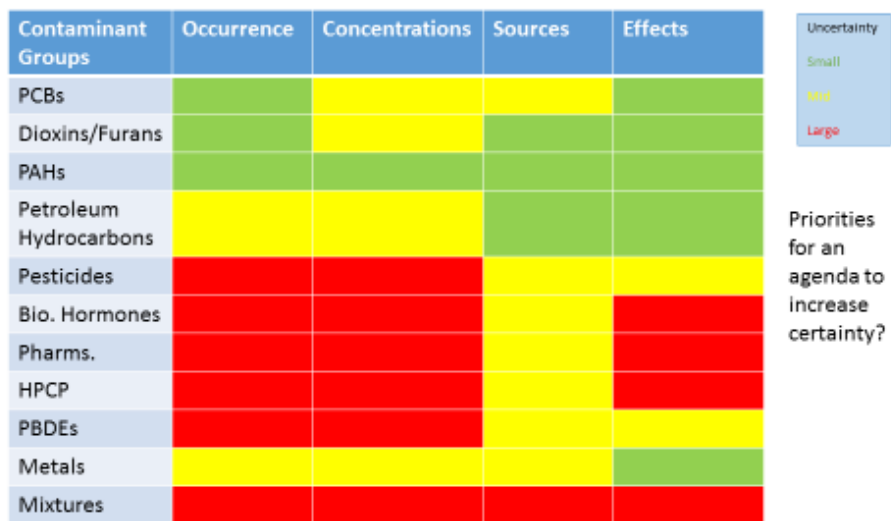 Contaminant Occurrence Concentrations Sources Effects
Groups
PCBs
Dioxins/Furans
PAHs
Petroleum
Hydrocarbons
Pesticides
Bio. Hormones
Pharms.
HPCP
PBDEs
Metals
Mixtures
Uncertainty
Small
Mid
Large
Priorities
for an
agenda to
increase
certainty?